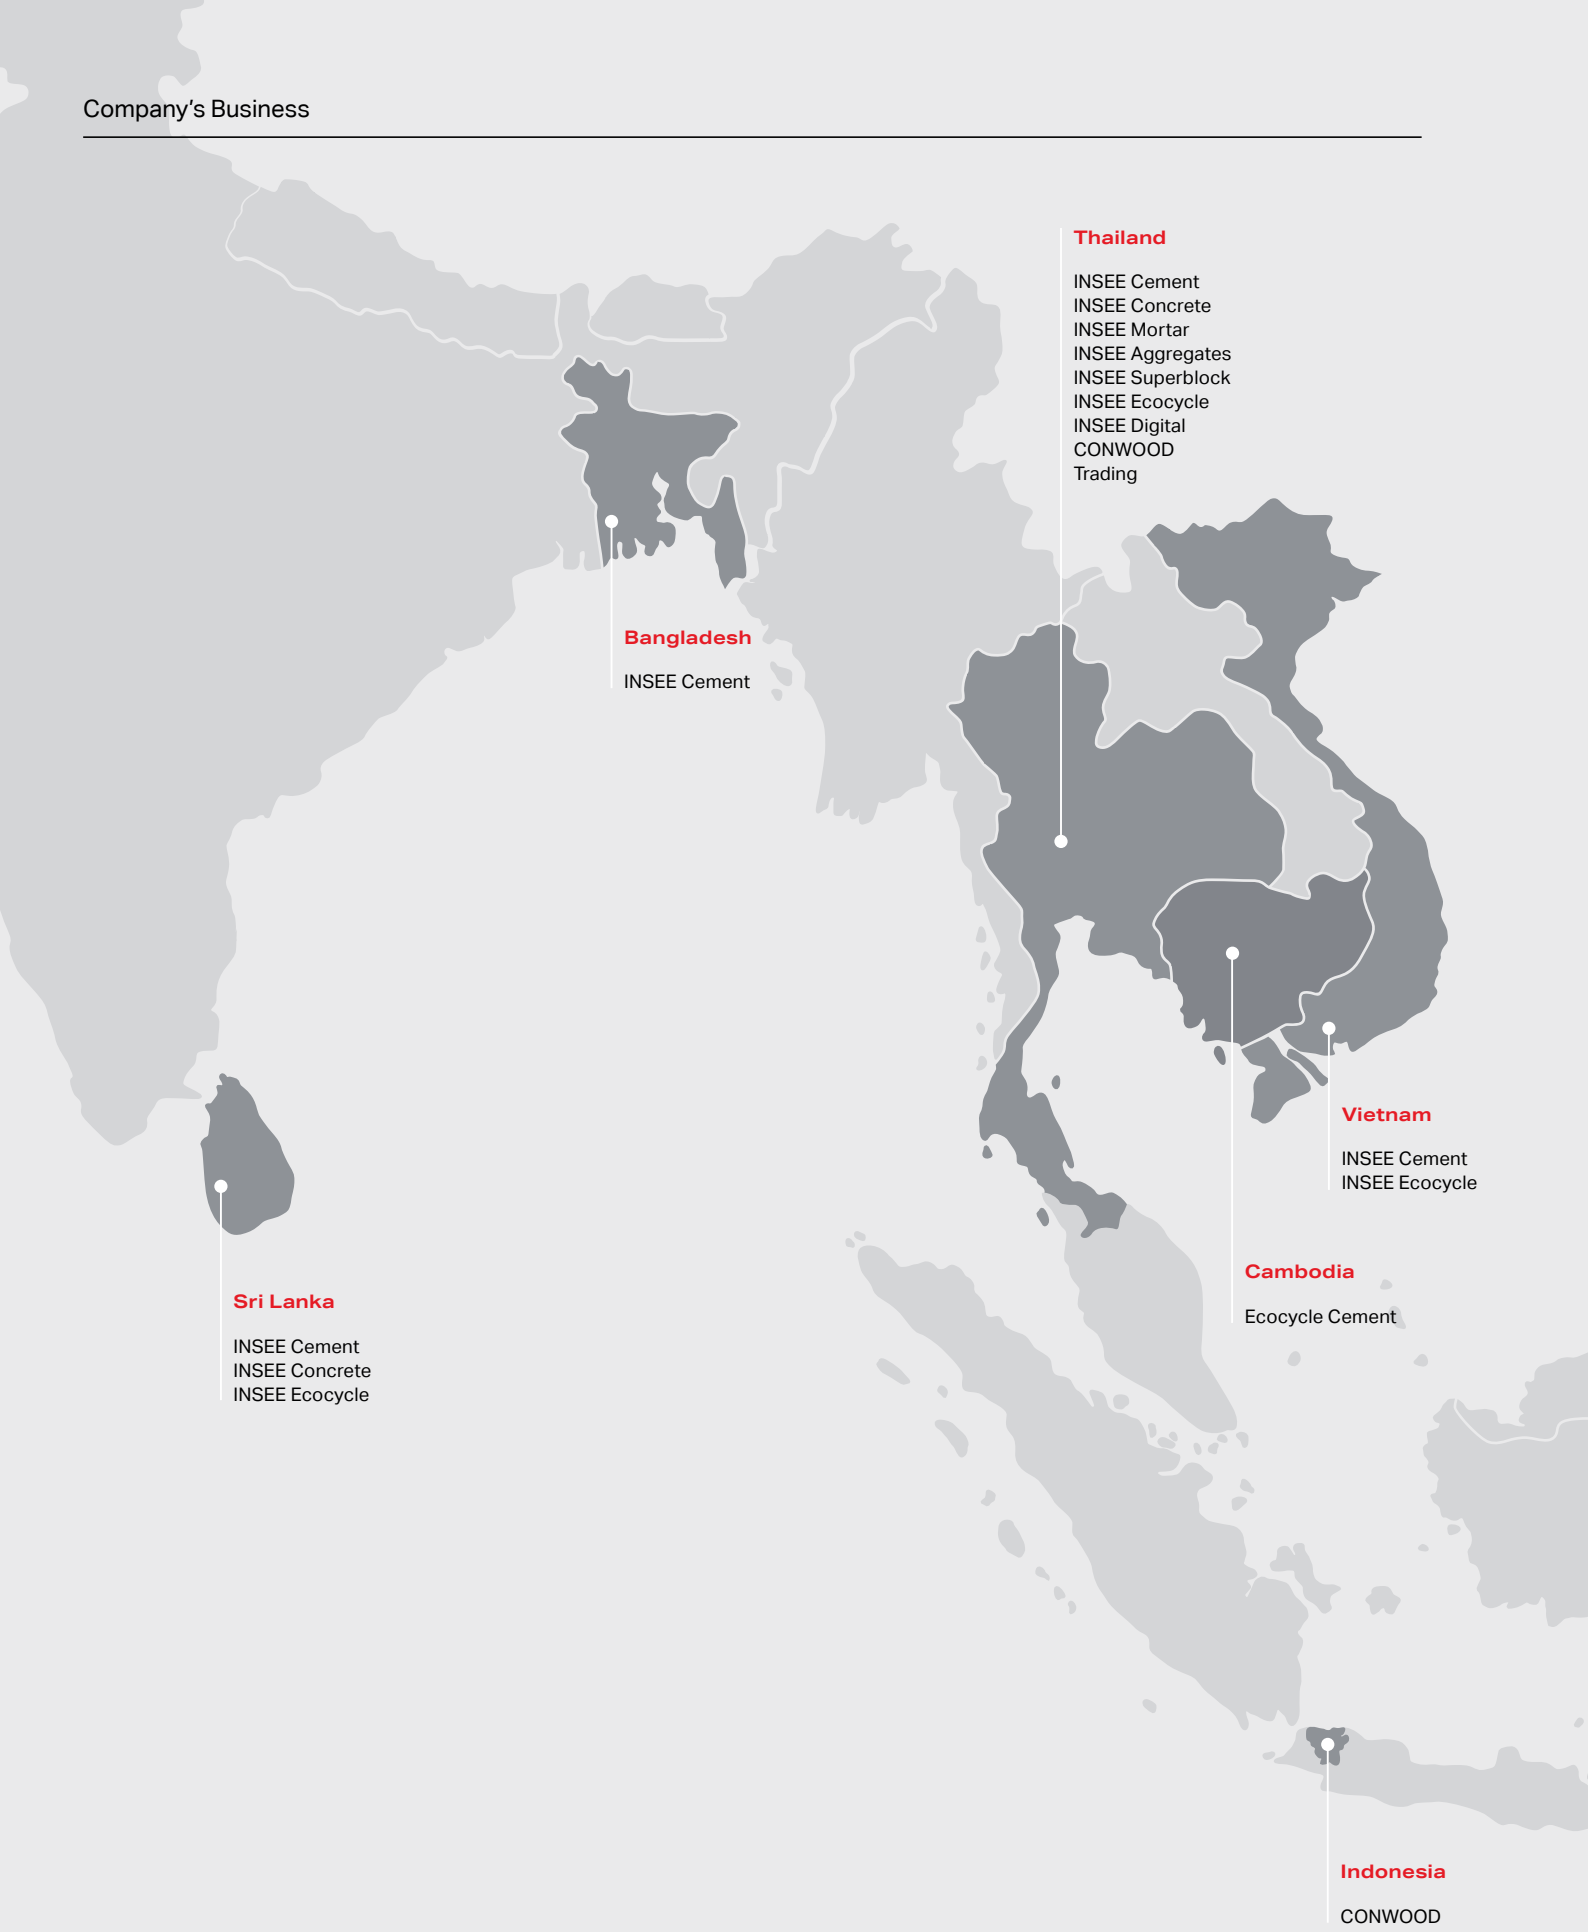 Company's Business
Thailand
INSEE Cement
INSEE Concrete
INSEE Mortar
INSEE Aggregates
INSEE Superblock
INSEE Ecocycle
INSEE Digital
CONWOOD
Trading
Bangladesh
INSEE Cement
Vietnam
INSEE Cement
INSEE Ecocycle
Cambodia
Ecocycle Cement
Sri Lanka
INSEE Cement
INSEE Concrete
INSEE Ecocycle
Indonesia
CONWOOD